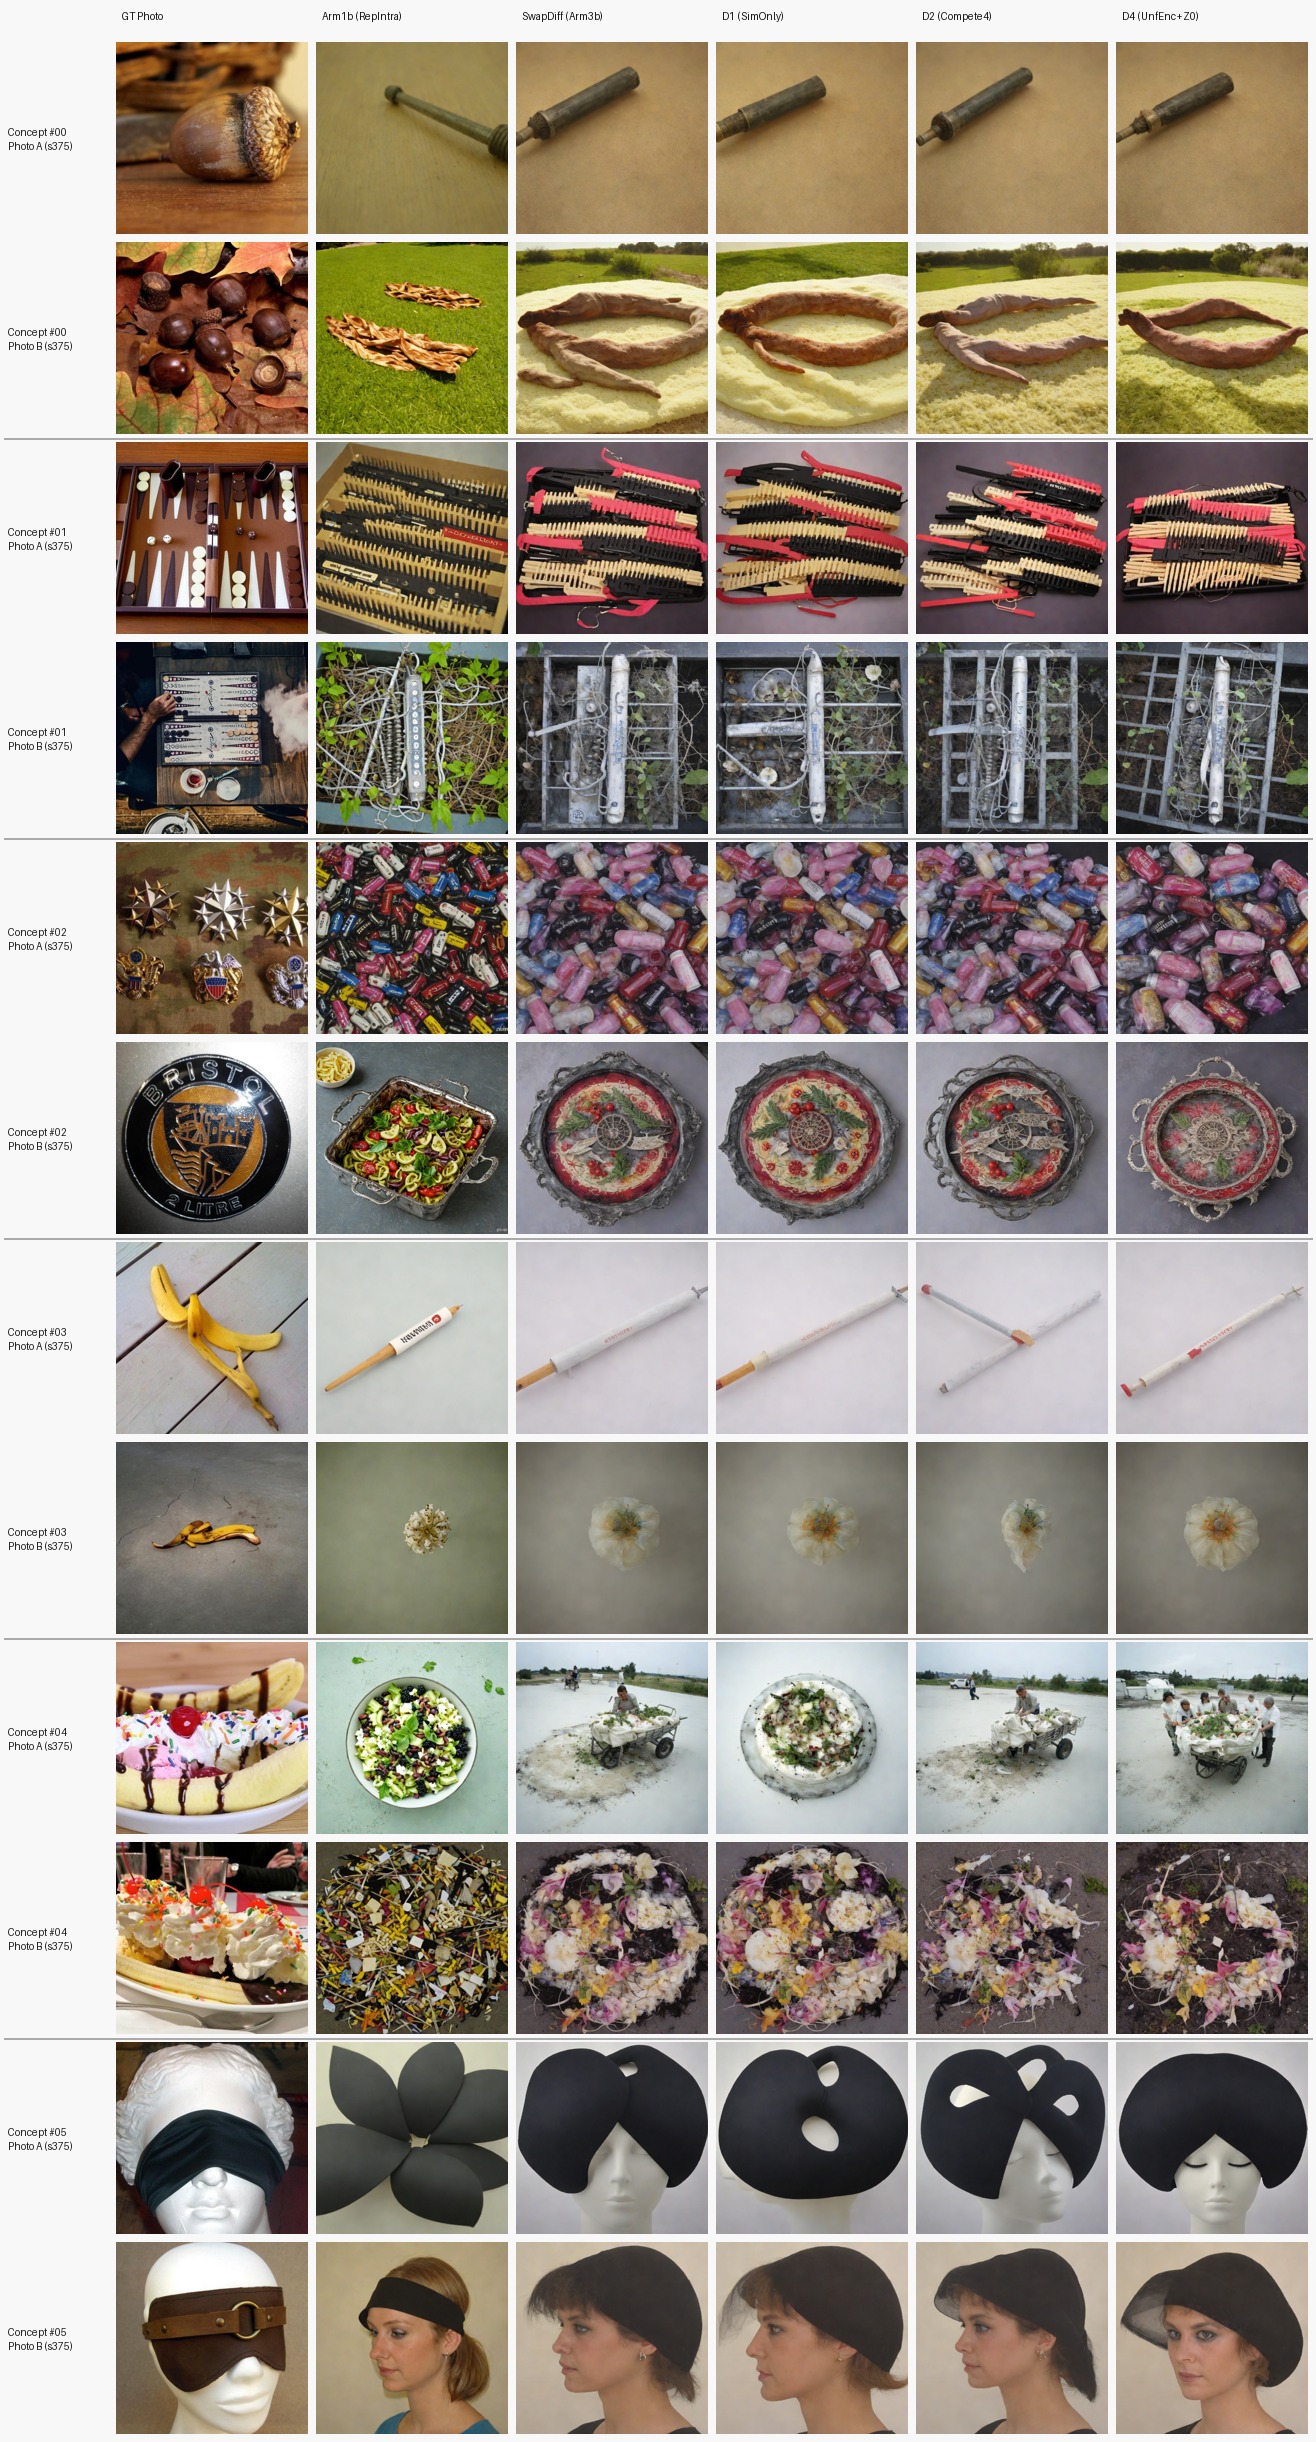 GT Photo
Arm1b (RepIntra)
SwapDiff (Arm3b)
D1 (SimOnly)
D2 (Compete4)
D4 (UnfEnc+Z0)
Concept #00
Photo A (s375)
Concept #00
Photo B (s375)
Concept #01
Photo A (s375)
Concept #01
Photo B (s375)
Concept #02
Photo A (s375)
Concept #02
Photo B (s375)
BRISTOL
2 LITRE
Concept #03
Photo A (s375)
Concept #03
Photo B (s375)
Concept #04
Photo A (s375)
Concept #04
Photo B (s375)
Concept #05
Photo A (s375)
Concept #05
Photo B (s375)